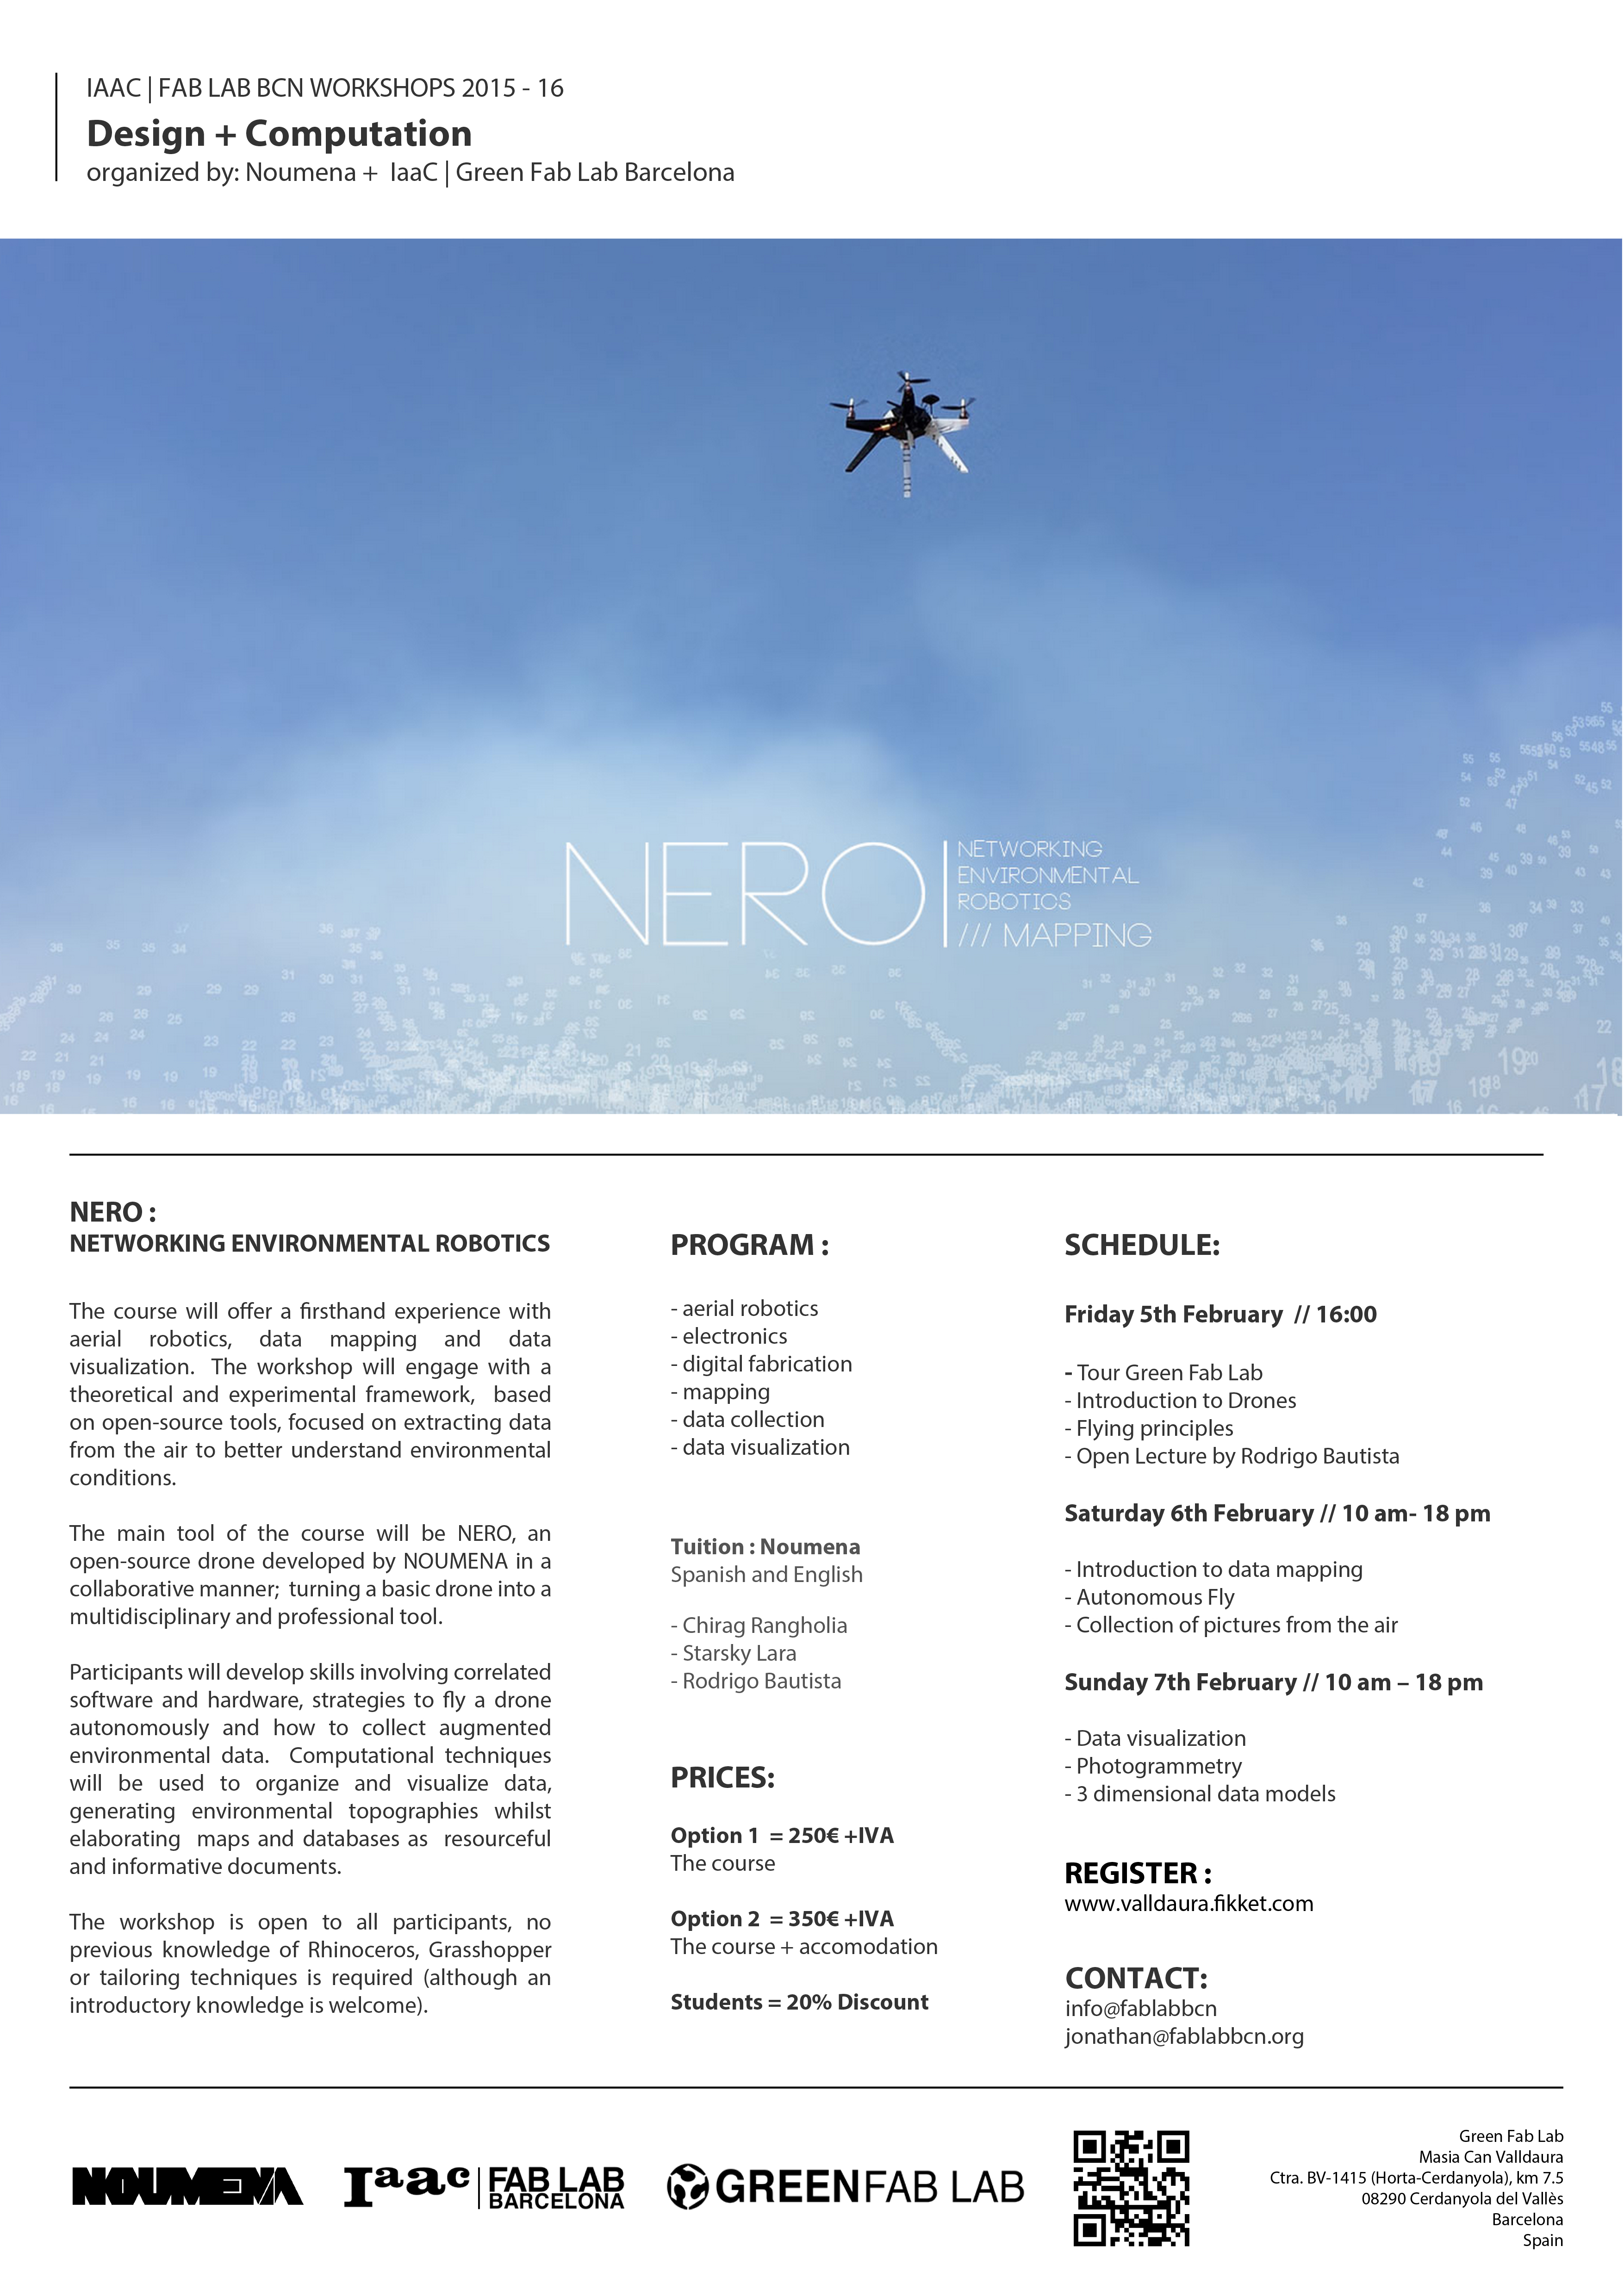 IAAC | FAB LAB BCN WORKSHOPS 2015 - 16
Design + Computation
organized by: Noumena + IaaC | Green Fab Lab Barcelona
NERO
NETWORKING
ENVIRONMENTAL
ROBOTICS
/// MAPPING
NERO :
NETWORKING ENVIRONMENTAL ROBOTICS
The course will offer a firsthand experience with
aerial robotics, data mapping and data
visualization. The workshop will engage with a
theoretical and experimental framework, based
on open-source tools, focused on extracting data
from the air to better understand environmental
conditions.
The main tool of the course will be NERO, an
open-source drone developed by NOUMENA in a
collaborative manner; turning a basic drone into a
multidisciplinary and professional tool.
Participants will develop skills involving correlated
software and hardware, strategies to fly a drone
autonomously and how to collect augmented
environmental data. Computational techniques
will be used to organize and visualize data,
generating environmental topographies whilst
elaborating maps and databases as resourceful
and informative documents.
The workshop is open to all participants, no
previous knowledge of Rhinoceros, Grasshopper
or tailoring techniques is required (although an
introductory knowledge is welcome).
PROGRAM :
- aerial robotics
- electronics
- digital fabrication
- mapping
- data collection
- data visualization
Tuition : Noumena
Spanish and English
- Chirag Rangholia
- Starsky Lara
- Rodrigo Bautista
PRICES:
Option 1 = 250€ +IVA
The course
Option 2 = 350€ +IVA
The course + accomodation
Students = 20% Discount
SCHEDULE:
Friday 5th February // 16:00
- Tour Green Fab Lab
- Introduction to Drones
- Flying principles
- Open Lecture by Rodrigo Bautista
Saturday 6th February // 10 am- 18 pm
- Introduction to data mapping
- Autonomous Fly
- Collection of pictures from the air
Sunday 7th February // 10 am – 18 pm
- Data visualization
- Photogrammetry
- 3 dimensional data models
REGISTER :
www.valldaura.fikket.com
CONTACT:
info@fablabbcn
jonathan@fablabbcn.org
NOUMENA
Iaac | FAB LAB
BARCELONA
GREENFAB LAB
Green Fab Lab
Masia Can Valldaura
Ctra. BV-1415 (Horta-Cerdanyola), km 7.5
08290 Cerdanyola del Vallès
Barcelona
Spain